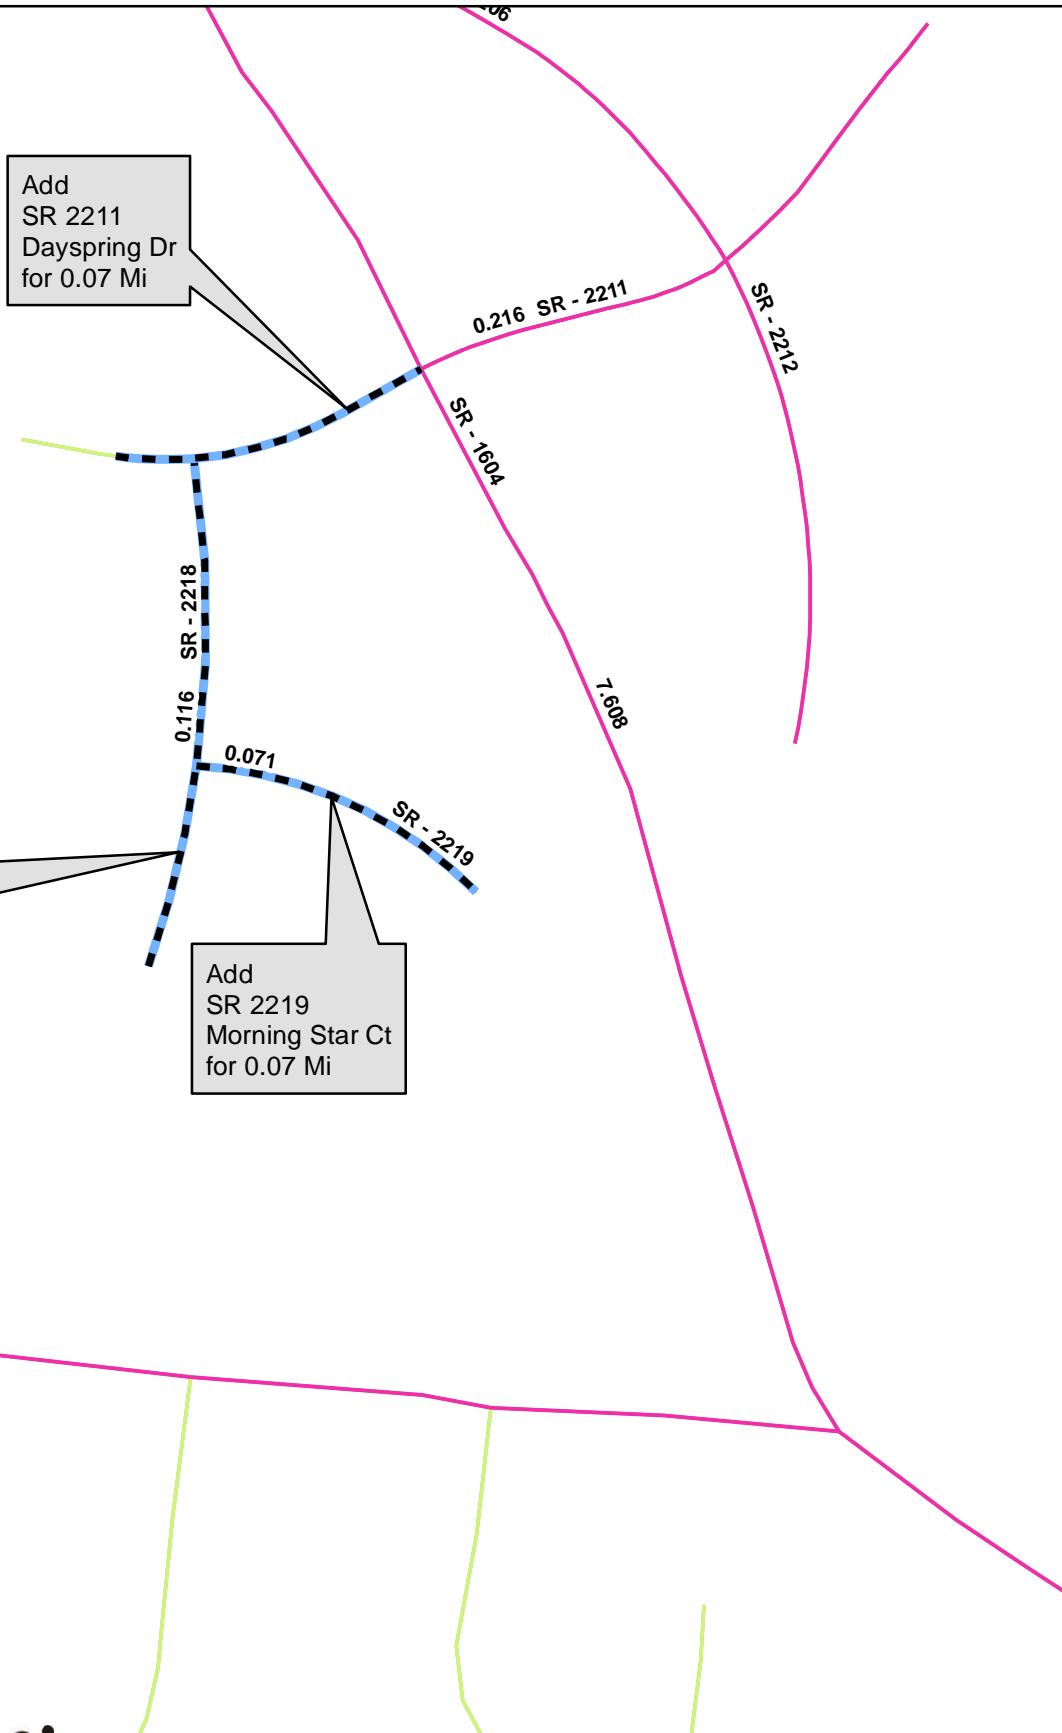 Add
SR 2211
Dayspring Dr
for 0.07 Mi
0.216 SR - 2211
SR - 2212
SR - 1604
SR - 2218
0.116
7.608
0.071
SR - 2219
Add
SR 2219
Morning Star Ct
for 0.07 Mi